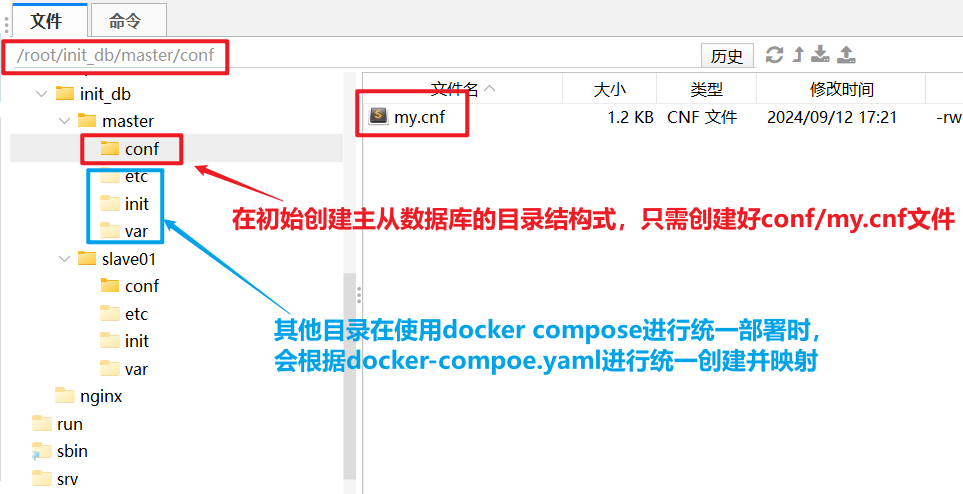 文件 命令
/root/init_db/master/conf 历史
init_db 文件名 大小 类型 修改时间
master my.cnf 1.2 KB CNF 文件 2024/09/12 17:21 -rw
conf
etc
init
在初始创建主从数据库的目录结构式，只需创建好conf/my.cnf文件
var
slave01
conf
etc
其他目录在使用docker compose进行统一部署时，
init
会根据docker-compoe.yaml进行统一创建并映射
var
nginx
run
sbin
srv